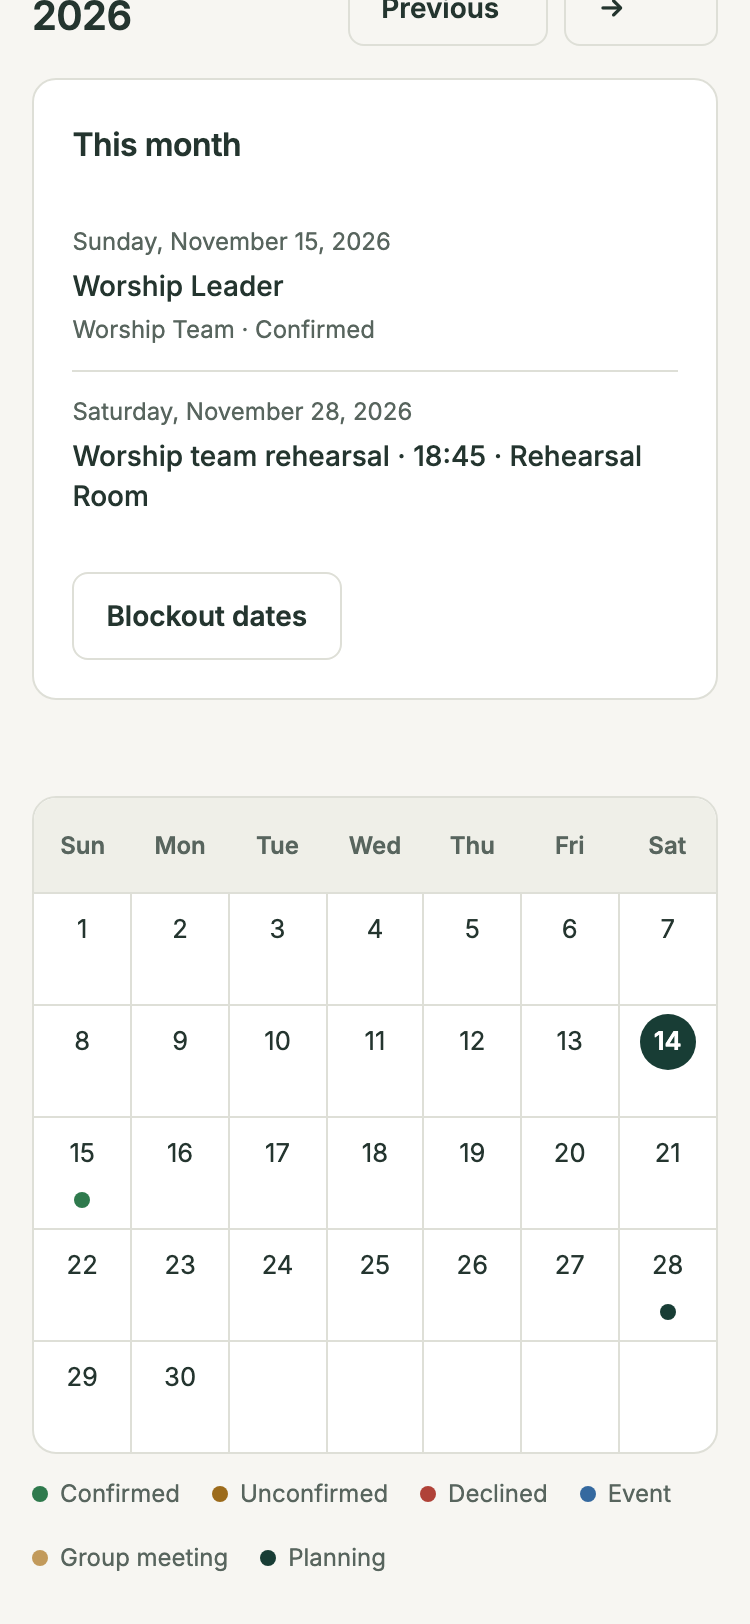 2026
Previous
→
This month
Sunday, November 15, 2026
Worship Leader
Worship Team · Confirmed
Saturday, November 28, 2026
Worship team rehearsal · 18:45 · Rehearsal
Room
Blockout dates
Sun Mon Tue Wed Thu Fri Sat
1 2 3 4 5 6 7
8 9 10 11 12 13 14
15 16 17 18 19 20 21
22 23 24 25 26 27 28
29 30
Confirmed Unconfirmed Declined Event
Group meeting Planning